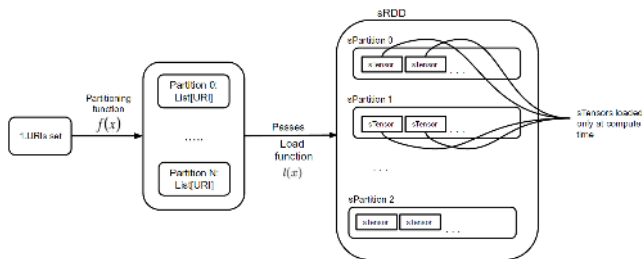 sRDD
sPartition 0
sTensor
sTensor
. . .
Partitioning
function
f(x)
Partition 0:
List[URI]
1.URIs set
.....
Partition N:
List[URI]
Passes
Load
function
l(x)
sPartition 1
sTensor
sTensor
. . .
sTensors loaded
only at compute
time
. . .
sPartition 2
sTensor
sTensor
. . .